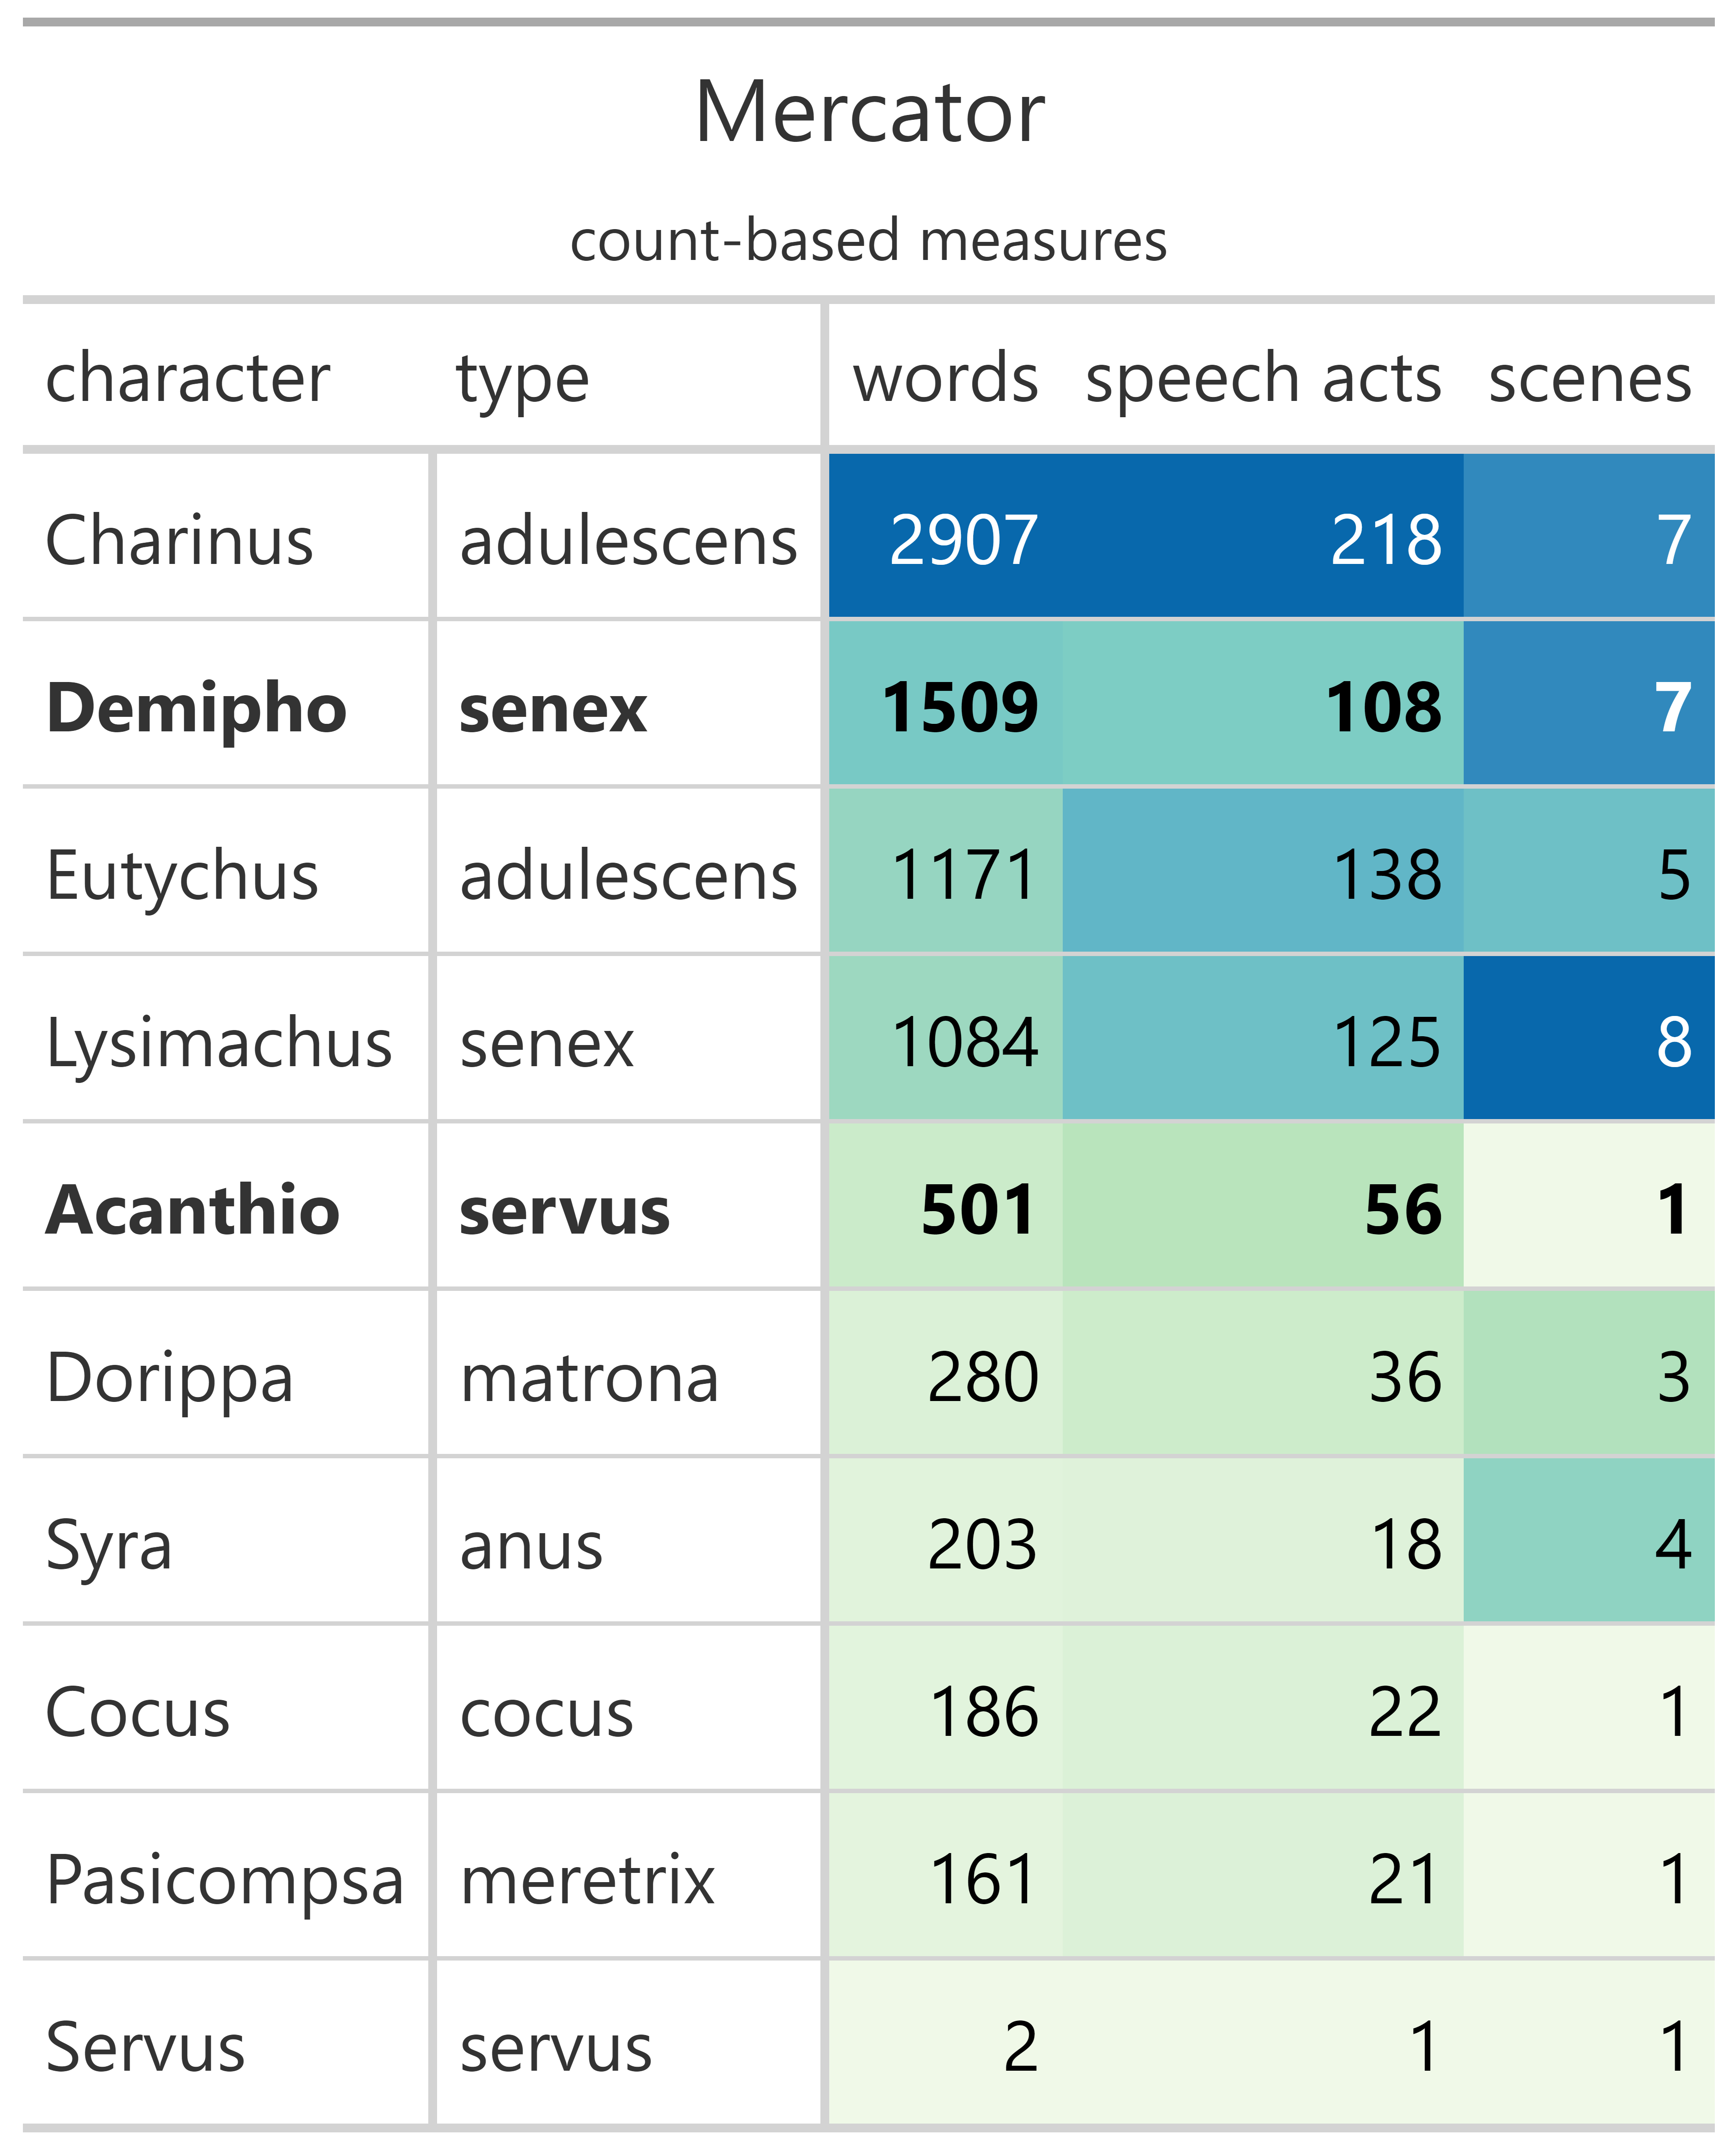 Mercator
count-based measures
character type words speech acts scenes
Charinus adulescens 2907 218 7
Demipho senex 1509 108 7
Eutychus adulescens 1171 138 5
Lysimachus senex 1084 125 8
Acanthio servus 501 56 1
Dorippa matrona 280 36 3
Syra anus 203 18 4
Cocus cocus 186 22 1
Pasicompsa meretrix 161 21 1
Servus servus 2 1 1